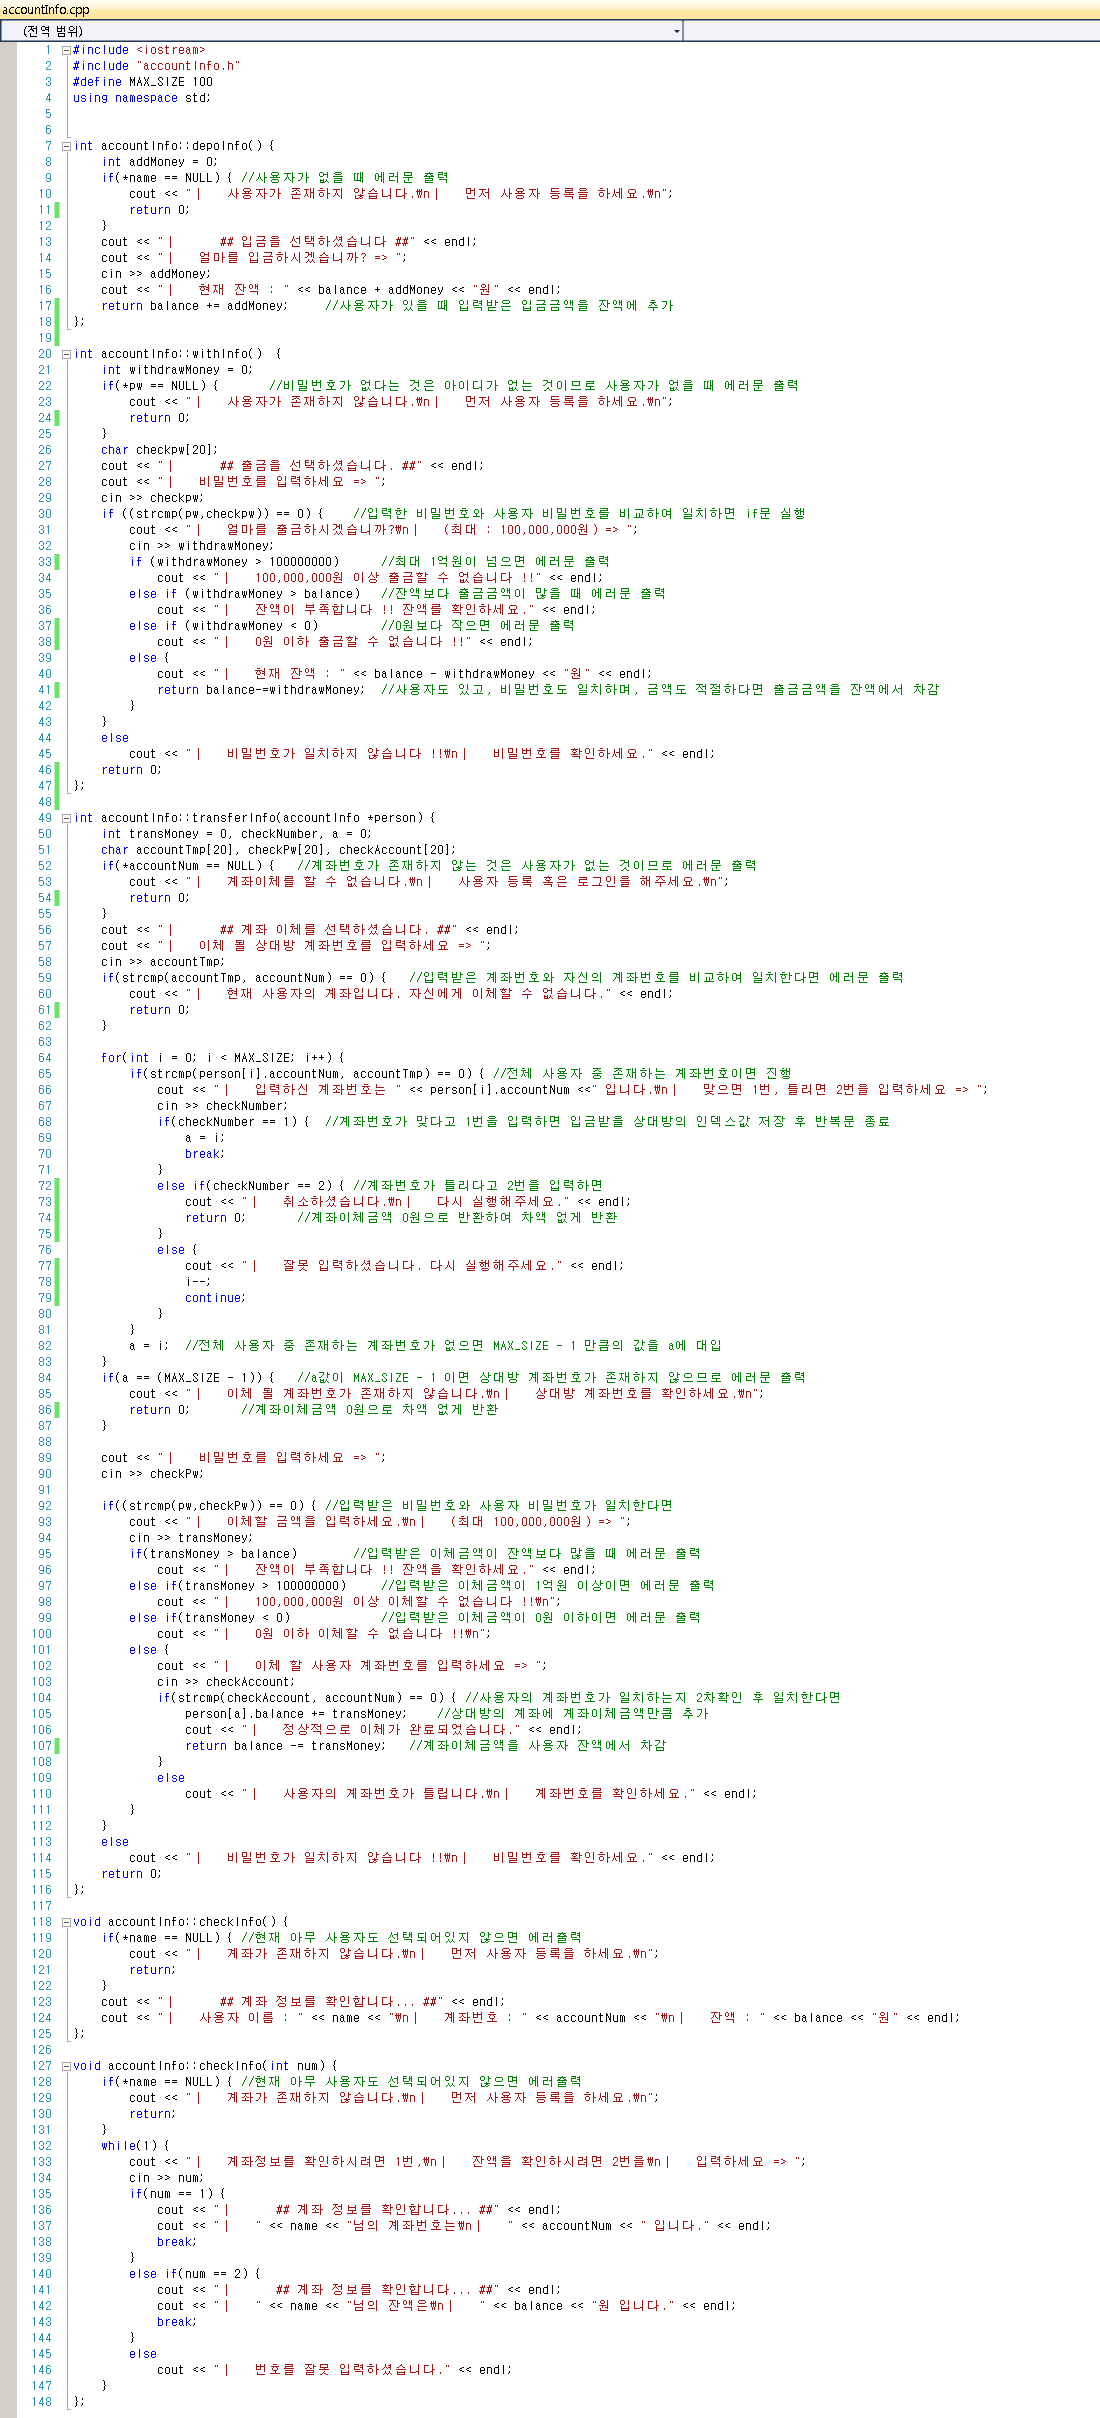 accountInfo.cpp
(전역 범위)
1 #include <iostream>
2 #include "accountInfo.h"
3 #define MAX_SIZE 100
4 using namespace std;
5
6
7 int accountInfo::depoInfo() {
8 int addMoney = 0;
9 if(*name == NULL) { //사용자가 없을 때 에러문 출력
10 cout << "|   사용자가 존재하지 않습니다.₩n|   먼저 사용자 등록을 하세요.₩n";
11 return 0;
12 }
13 cout << "|      ## 입금을 선택하셨습니다 ##" << endl;
14 cout << "|   얼마를 입금하시겠습니까? => ";
15 cin >> addMoney;
16 cout << "|   현재 잔액 : " << balance + addMoney << "원" << endl;
17 return balance += addMoney;     //사용자가 있을 때 입력받은 입금금액을 잔액에 추가
18 };
19
20 int accountInfo::withInfo()  {
21 int withdrawMoney = 0;
22 if(*pw == NULL) {       //비밀번호가 없다는 것은 아이디가 없는 것이므로 사용자가 없을 때 에러문 출력
23 cout << "|   사용자가 존재하지 않습니다.₩n|   먼저 사용자 등록을 하세요.₩n";
24 return 0;
25 }
26 char checkpw[20];
27 cout << "|      ## 출금을 선택하셨습니다. ##" << endl;
28 cout << "|   비밀번호를 입력하세요 => ";
29 cin >> checkpw;
30 if ((strcmp(pw,checkpw)) == 0) {    //입력한 비밀번호와 사용자 비밀번호를 비교하여 일치하면 if문 실행
31 cout << "|   얼마를 출금하시겠습니까?₩n|   (최대 : 100,000,000원) => ";
32 cin >> withdrawMoney;
33 if (withdrawMoney > 100000000)      //최대 1억원이 넘으면 에러문 출력
34 cout << "|   100,000,000원 이상 출금할 수 없습니다 !!" << endl;
35 else if (withdrawMoney > balance)   //잔액보다 출금금액이 많을 때 에러문 출력
36 cout << "|   잔액이 부족합니다 !! 잔액를 확인하세요." << endl;
37 else if (withdrawMoney < 0)         //0원보다 작으면 에러문 출력
38 cout << "|   0원 이하 출금할 수 없습니다 !!" << endl;
39 else {
40 cout << "|   현재 잔액 : " << balance - withdrawMoney << "원" << endl;
41 return balance-=withdrawMoney;  //사용자도 있고, 비밀번호도 일치하며, 금액도 적절하다면 출금금액을 잔액에서 차감
42 }
43 }
44 else
45 cout << "|   비밀번호가 일치하지 않습니다 !!₩n|   비밀번호를 확인하세요." << endl;
46 return 0;
47 };
48
49 int accountInfo::transferInfo(accountInfo *person) {
50 int transMoney = 0, checkNumber, a = 0;
51 char accountTmp[20], checkPw[20], checkAccount[20];
52 if(*accountNum == NULL) {   //계좌번호가 존재하지 않는 것은 사용자가 없는 것이므로 에러문 출력
53 cout << "|   계좌이체를 할 수 없습니다.₩n|   사용자 등록 혹은 로그인을 해주세요.₩n";
54 return 0;
55 }
56 cout << "|      ## 계좌 이체를 선택하셨습니다. ##" << endl;
57 cout << "|   이체 될 상대방 계좌번호를 입력하세요 => ";
58 cin >> accountTmp;
59 if(strcmp(accountTmp, accountNum) == 0) {   //입력받은 계좌번호와 자신의 계좌번호를 비교하여 일치한다면 에러문 출력
60 cout << "|   현재 사용자의 계좌입니다. 자신에게 이체할 수 없습니다." << endl;
61 return 0;
62 }
63
64 for(int i = 0; i < MAX_SIZE; i++) {
65 if(strcmp(person[i].accountNum, accountTmp) == 0) { //전체 사용자 중 존재하는 계좌번호이면 진행
66 cout << "|   입력하신 계좌번호는 " << person[i].accountNum <<" 입니다.₩n|   맞으면 1번, 틀리면 2번을 입력하세요 => ";
67 cin >> checkNumber;
68 if(checkNumber == 1) {  //계좌번호가 맞다고 1번을 입력하면 입금받을 상대방의 인덱스값 저장 후 반복문 종료
69 a = i;
70 break;
71 }
72 else if(checkNumber == 2) { //계좌번호가 틀리다고 2번을 입력하면
73 cout << "|   취소하셨습니다.₩n|   다시 실행해주세요." << endl;
74 return 0;       //계좌이체금액 0원으로 반환하여 차액 없게 반환
75 }
76 else {
77 cout << "|   잘못 입력하셨습니다. 다시 실행해주세요." << endl;
78 i--;
79 continue;
80 }
81 }
82 a = i;  //전체 사용자 중 존재하는 계좌번호가 없으면 MAX_SIZE - 1 만큼의 값을 a에 대입
83 }
84 if(a == (MAX_SIZE - 1)) {   //a값이 MAX_SIZE - 1 이면 상대방 계좌번호가 존재하지 않으므로 에러문 출력
85 cout << "|   이체 될 계좌번호가 존재하지 않습니다.₩n|   상대방 계좌번호를 확인하세요.₩n";
86 return 0;       //계좌이체금액 0원으로 차액 없게 반환
87 }
88
89 cout << "|   비밀번호를 입력하세요 => ";
90 cin >> checkPw;
91
92 if((strcmp(pw,checkPw)) == 0) { //입력받은 비밀번호와 사용자 비밀번호가 일치한다면
93 cout << "|   이체할 금액을 입력하세요.₩n|   (최대 100,000,000원) => ";
94 cin >> transMoney;
95 if(transMoney > balance)        //입력받은 이체금액이 잔액보다 많을 때 에러문 출력
96 cout << "|   잔액이 부족합니다 !! 잔액을 확인하세요." << endl;
97 else if(transMoney > 100000000)     //입력받은 이체금액이 1억원 이상이면 에러문 출력
98 cout << "|   100,000,000원 이상 이체할 수 없습니다 !!₩n";
99 else if(transMoney < 0)             //입력받은 이체금액이 0원 이하이면 에러문 출력
100 cout << "|   0원 이하 이체할 수 없습니다 !!₩n";
101 else {
102 cout << "|   이체 할 사용자 계좌번호를 입력하세요 => ";
103 cin >> checkAccount;
104 if(strcmp(checkAccount, accountNum) == 0) { //사용자의 계좌번호가 일치하는지 2차확인 후 일치한다면
105 person[a].balance += transMoney;    //상대방의 계좌에 계좌이체금액만큼 추가
106 cout << "|   정상적으로 이체가 완료되었습니다." << endl;
107 return balance -= transMoney;   //계좌이체금액을 사용자 잔액에서 차감
108 }
109 else
110 cout << "|   사용자의 계좌번호가 틀립니다.₩n|   계좌번호를 확인하세요." << endl;
111 }
112 }
113 else
114 cout << "|   비밀번호가 일치하지 않습니다 !!₩n|   비밀번호를 확인하세요." << endl;
115 return 0;
116 };
117
118 void accountInfo::checkInfo() {
119 if(*name == NULL) { //현재 아무 사용자도 선택되어있지 않으면 에러출력
120 cout << "|   계좌가 존재하지 않습니다.₩n|   먼저 사용자 등록을 하세요.₩n";
121 return;
122 }
123 cout << "|      ## 계좌 정보를 확인합니다... ##" << endl;
124 cout << "|   사용자 이름 : " << name << "₩n|   계좌번호 : " << accountNum << "₩n|   잔액 : " << balance << "원" << endl;
125 };
126
127 void accountInfo::checkInfo(int num) {
128 if(*name == NULL) { //현재 아무 사용자도 선택되어있지 않으면 에러출력
129 cout << "|   계좌가 존재하지 않습니다.₩n|   먼저 사용자 등록을 하세요.₩n";
130 return;
131 }
132 while(1) {
133 cout << "|   계좌정보를 확인하시려면 1번,₩n|   잔액을 확인하시려면 2번을₩n|   입력하세요 => ";
134 cin >> num;
135 if(num == 1) {
136 cout << "|      ## 계좌 정보를 확인합니다... ##" << endl;
137 cout << "|   " << name << "님의 계좌번호는₩n|   " << accountNum << " 입니다." << endl;
138 break;
139 }
140 else if(num == 2) {
141 cout << "|      ## 계좌 정보를 확인합니다... ##" << endl;
142 cout << "|   " << name << "님의 잔액은₩n|   " << balance << "원 입니다." << endl;
143 break;
144 }
145 else
146 cout << "|   번호를 잘못 입력하셨습니다." << endl;
147 }
148 };